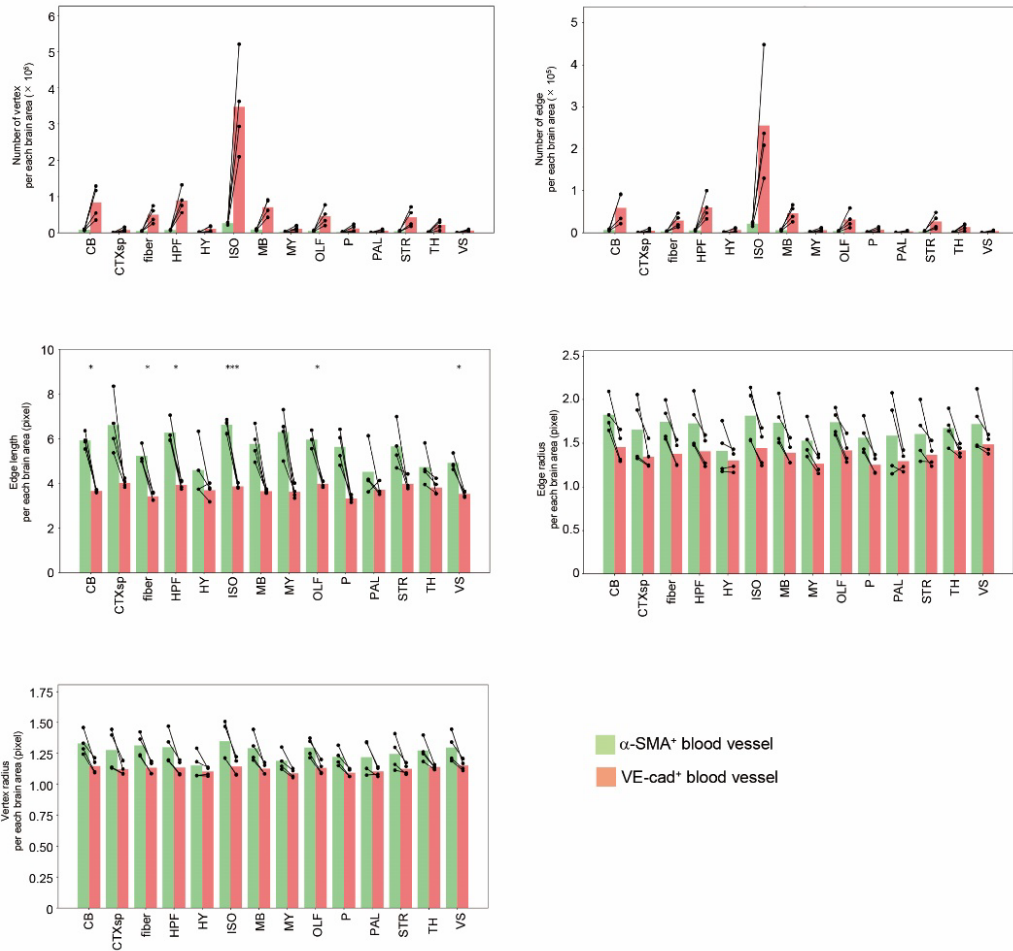 Number of vertex
per each brain area (× 10⁵)
6
5
4
3
2
1
0
CB
CTXsp
fiber
HPF
HY
ISO
MB
MY
OLF
P
PAL
STR
TH
VS
Number of edge
per each brain area (× 10⁵)
5
4
3
2
1
0
CB
CTXsp
fiber
HPF
HY
ISO
MB
MY
OLF
P
PAL
STR
TH
VS
Edge length
per each brain area (pixel)
10
8
6
4
2
0
*
*
*
***
*
*
CB
CTXsp
fiber
HPF
HY
ISO
MB
MY
OLF
P
PAL
STR
TH
VS
Edge radius
per each brain area (pixel)
2.5
2.0
1.5
1.0
0.5
0
CB
CTXsp
fiber
HPF
HY
ISO
MB
MY
OLF
P
PAL
STR
TH
VS
Vertex radius
per each brain area (pixel)
1.75
1.50
1.25
1.00
0.75
0.50
0.25
0
CB
CTXsp
fiber
HPF
HY
ISO
MB
MY
OLF
P
PAL
STR
TH
VS
α-SMA⁺ blood vessel
VE-cad⁺ blood vessel